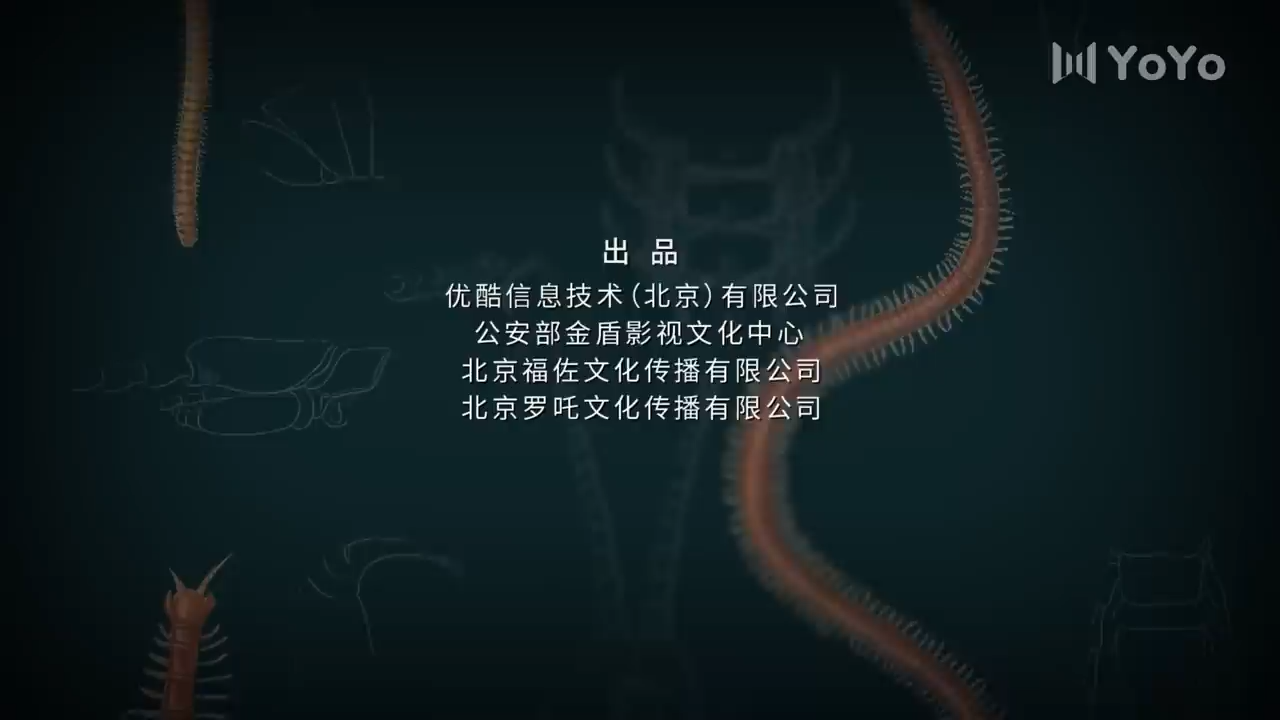 YoYo
出品
优酷信息技术(北京)有限公司
公安部金盾影视文化中心
北京福佐文化传播有限公司
北京罗吒文化传播有限公司